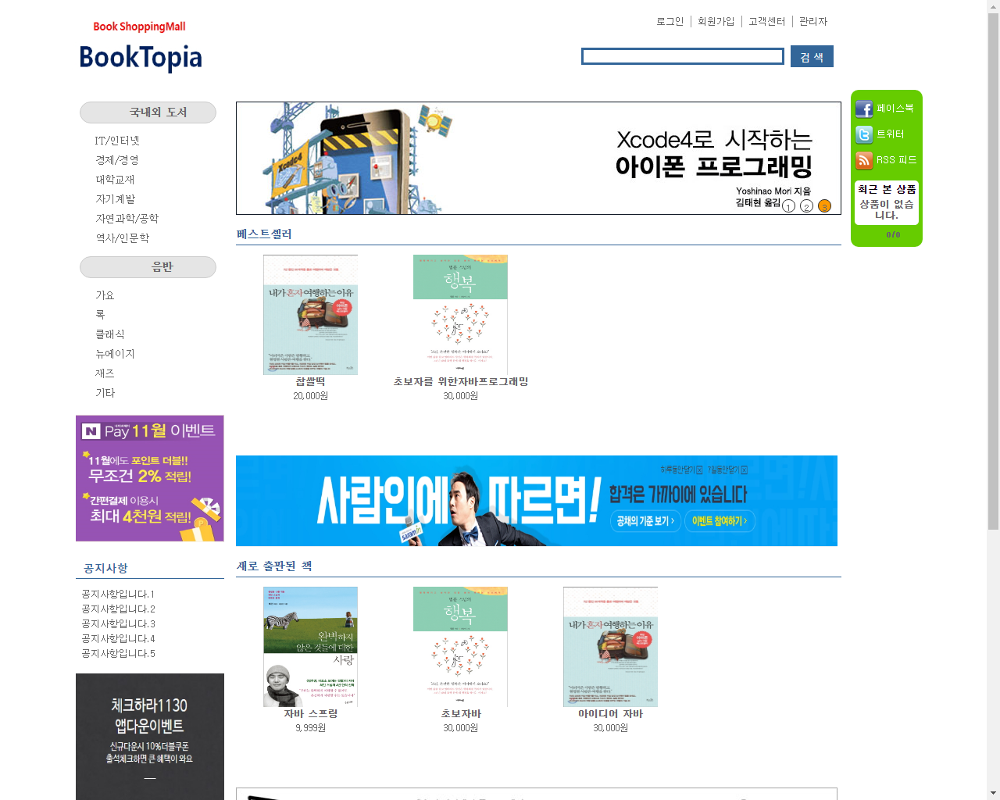 Book ShoppingMall
BookTopia
로그인
회원가입
고객센터
관리자
검 색
국내외 도서
IT/인터넷
경제/경영
대학교재
자기계발
자연과학/공학
역사/인문학
음반
가요
록
클래식
뉴에이지
재즈
기타
N Pay 11월 이벤트
11월에도 포인트 더블!!
무조건 2% 적립!
간편결제 이용시
최대 4천원 적립!
공지사항
공지사항입니다.1
공지사항입니다.2
공지사항입니다.3
공지사항입니다.4
공지사항입니다.5
체크하라1130
앱다운이벤트
신규다운시 10%더블쿠폰
출석체크하면 큰 혜택이 와요
Xcode4
Xcode4로 시작하는
아이폰 프로그래밍
Yoshinao Mori 지음
김태현 옮김
1 2 3
베스트셀러
내가 혼자 여행하는 이유
찹쌀떡
20,000원
법륜 스님의
행복
초보자를 위한자바프로그래밍
30,000원
하루동안닫기 7일동안닫기
사람인에 따르면!
합격은 가까이에 있습니다
saramin
공채의 기준 보기 >
이벤트 참여하기 >
새로 출판된 책
완벽하지
않은 것들에 대한
사랑
자바 스프링
9,999원
법륜 스님의
행복
초보자바
30,000원
내가 혼자 여행하는 이유
아이디어 자바
30,000원
페이스북
트위터
RSS 피드
최근 본 상품
상품이 없습
니다.
0/0